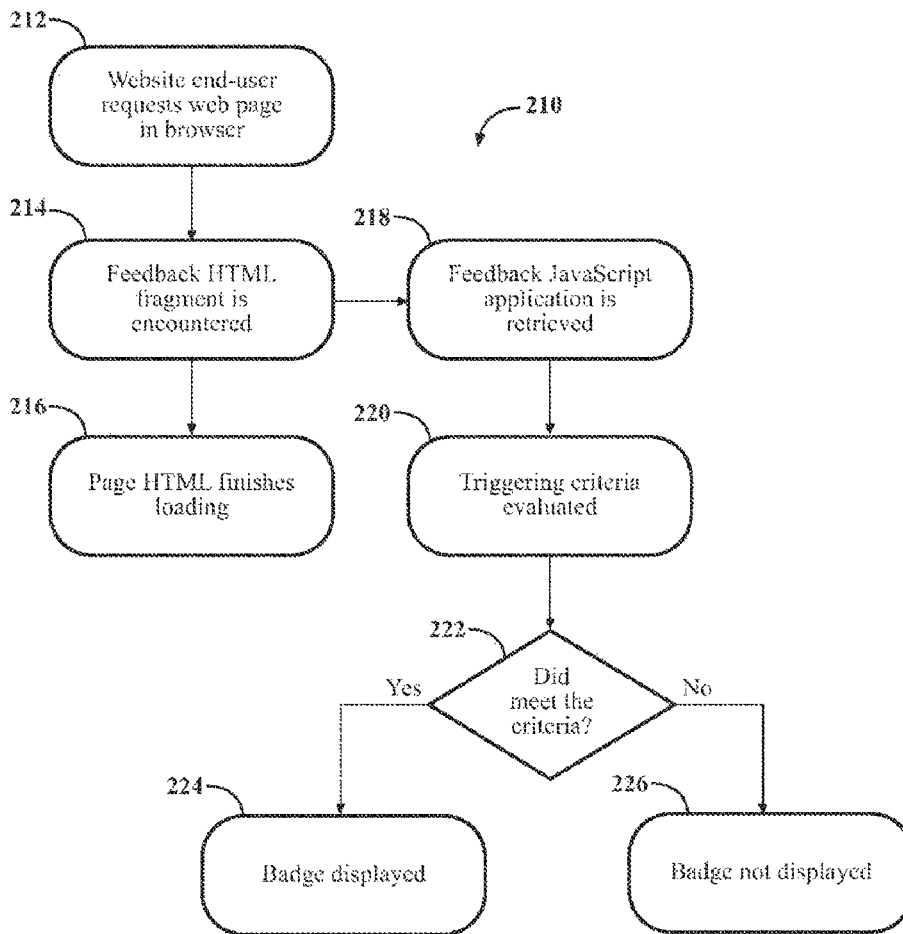 212
Website end-user
requests web page
in browser
210
214
Feedback HTML
fragment is
encountered
218
Feedback JavaScript
application is
retrieved
216
Page HTML finishes
loading
220
Triggering criteria
evaluated
222
Did
meet the
criteria?
Yes
No
224
Badge displayed
226
Badge not displayed